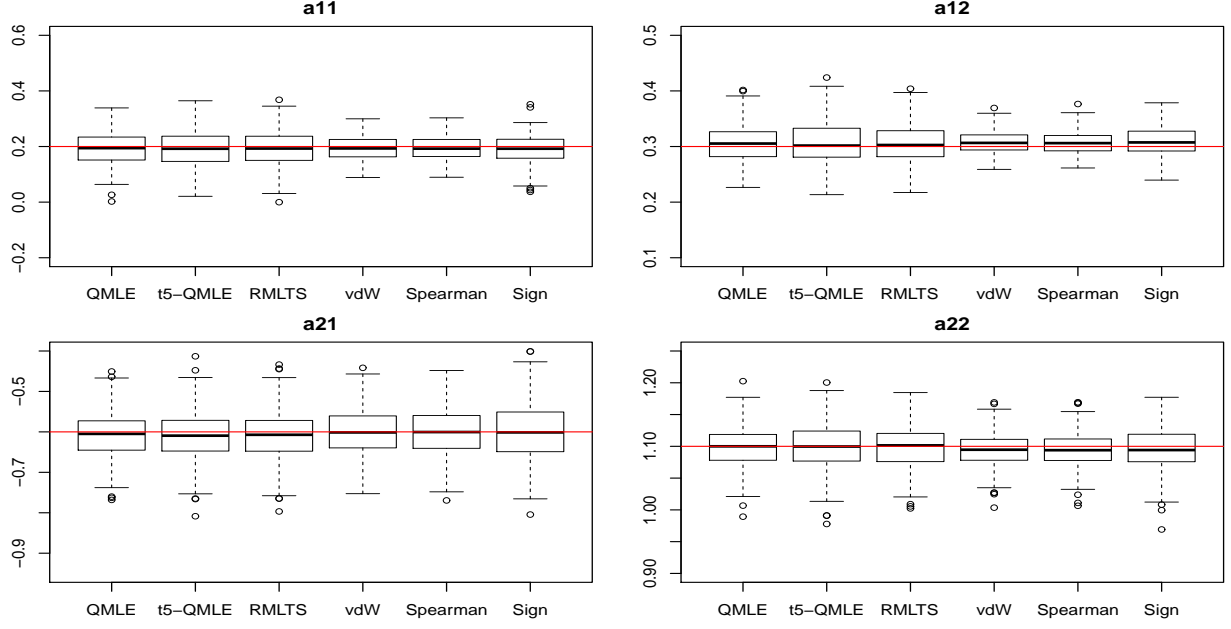 a11
0.6
0.4
0.2
0.0
−0.2
QMLE t5−QMLE RMLTS vdW Spearman Sign
a12
0.5
0.4
0.3
0.2
0.1
QMLE t5−QMLE RMLTS vdW Spearman Sign
a21
−0.5
−0.7
−0.9
QMLE t5−QMLE RMLTS vdW Spearman Sign
a22
1.20
1.10
1.00
0.90
QMLE t5−QMLE RMLTS vdW Spearman Sign